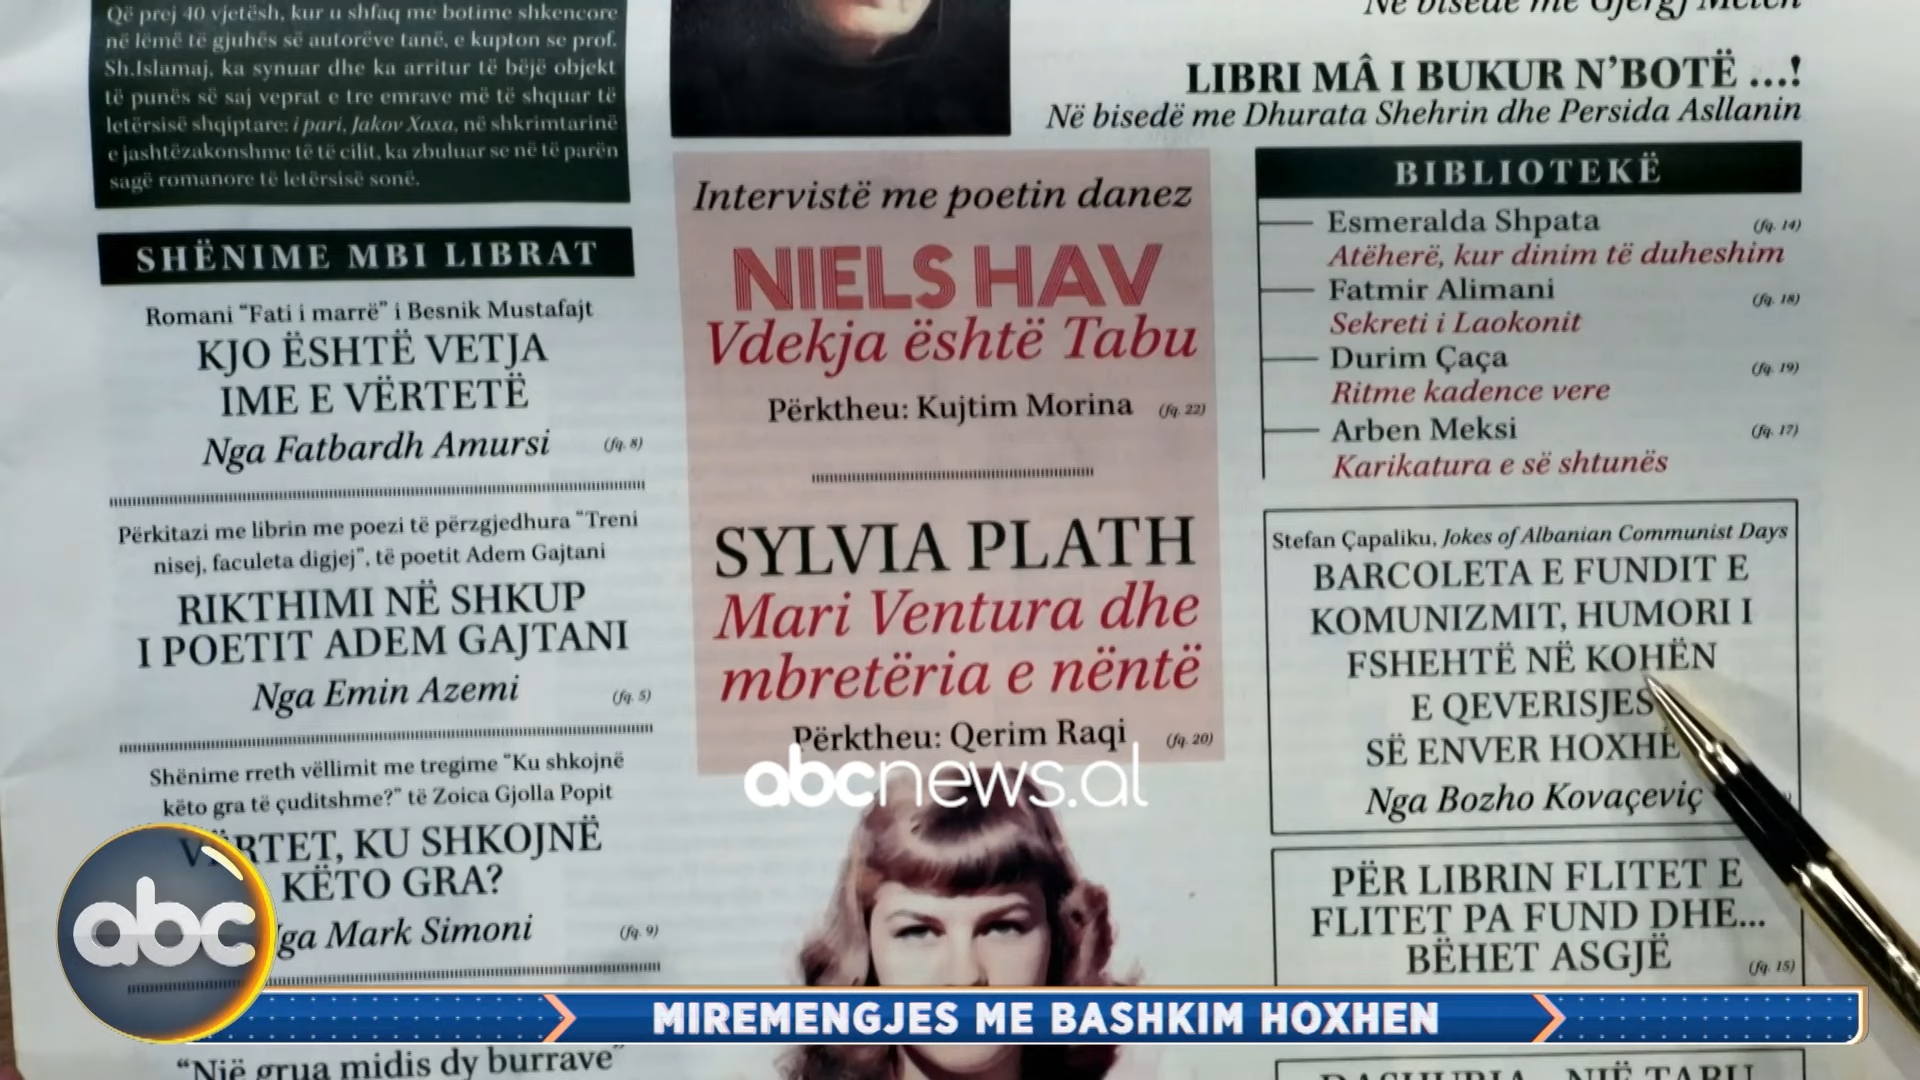 Që prej 40 vjetësh, kur u shfaq me botime shkencore
në lëmë të gjuhës së autorëve tanë, e kupton se prof.
Sh.Islamaj, ka synuar dhe ka arritur të bëjë objekt
të punës së saj veprat e tre emrave më të shquar të
letërsisë shqiptare: i pari, Jakov Xoxa, në shkrimtarinë
e jashtëzakonshme të të cilit, ka zbuluar se në të parën
sagë romanore të letërsisë sonë.
SHËNIME MBI LIBRAT
Romani “Fati i marrë” i Besnik Mustafajt
KJO ËSHTË VETJA
IME E VËRTETË
Nga Fatbardh Amursi (fq. 8)
Përkitazi me librin me poezi të përzgjedhura “Treni
nisej, faculeta digjej”, të poetit Adem Gajtani
RIKTHIMI NË SHKUP
I POETIT ADEM GAJTANI
Nga Emin Azemi (fq. 5)
Shënime rreth vëllimit me tregime “Ku shkojnë
këto gra të çuditshme?” të Zoica Gjolla Popit
VËRTET, KU SHKOJNË
KËTO GRA?
Nga Mark Simoni (fq. 9)
“Një grua midis dy burrave”
Intervistë me poetin danez
NIELS HAV
Vdekja është Tabu
Përktheu: Kujtim Morina (fq. 22)
SYLVIA PLATH
Mari Ventura dhe
mbretëria e nëntë
Përktheu: Qerim Raqi (fq. 20)
abcnews.al
Në bisedë me Gjergj Metën
LIBRI MÂ I BUKUR N’BOTË ...!
Në bisedë me Dhurata Shehrin dhe Persida Asllanin
BIBLIOTEKË
Esmeralda Shpata (fq. 14)
Atëherë, kur dinim të duheshim
Fatmir Alimani (fq. 18)
Sekreti i Laokonit
Durim Çaça (fq. 19)
Ritme kadence vere
Arben Meksi (fq. 17)
Karikatura e së shtunës
Stefan Çapaliku, Jokes of Albanian Communist Days
BARCOLETA E FUNDIT E
KOMUNIZMIT, HUMORI I
FSHEHTË NË KOHËN
E QEVERISJES
SË ENVER HOXHË
Nga Bozho Kovaçeviç
PËR LIBRIN FLITET E
FLITET PA FUND DHE...
BËHET ASGJË
(fq. 15)
DASHURIA NJË TABU
abc
MIREMENGJES ME BASHKIM HOXHEN